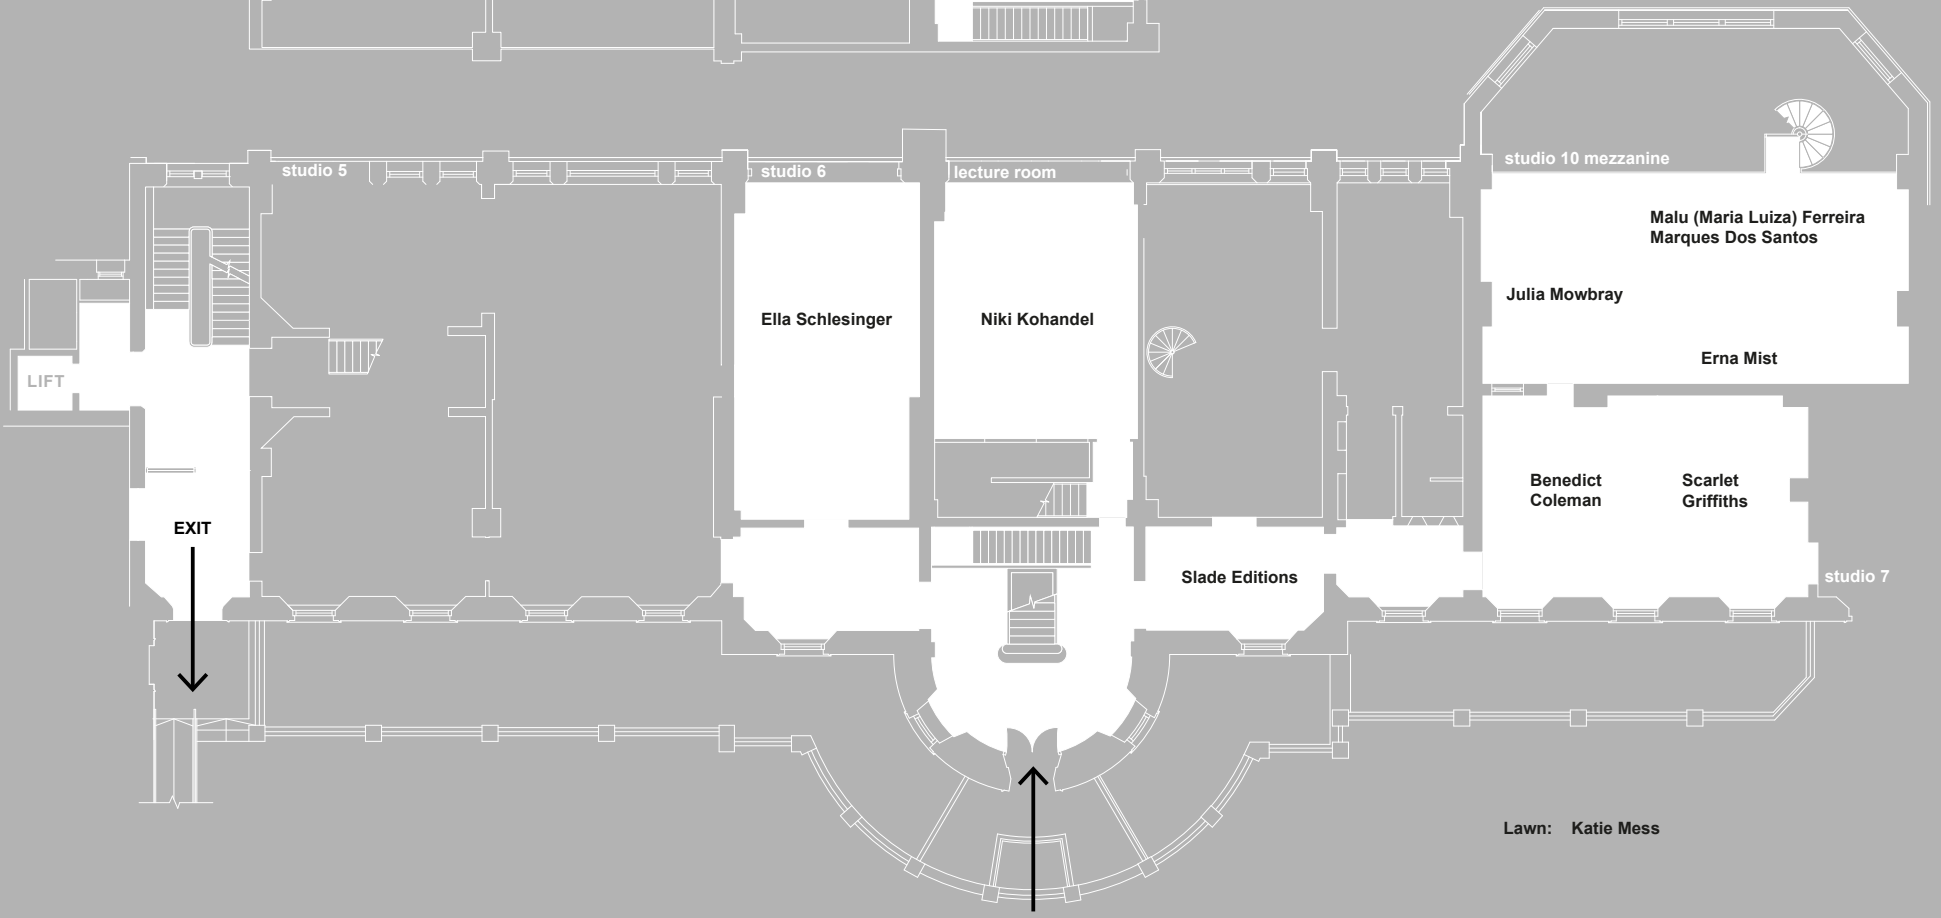 studio 5
studio 6
lecture room
studio 10 mezzanine
Malu (Maria Luiza) Ferreira
Marques Dos Santos
Julia Mowbray
Ella Schlesinger
Niki Kohandel
Erna Mist
LIFT
Benedict
Coleman
Scarlet
Griffiths
EXIT
Slade Editions
studio 7
Lawn: Katie Mess